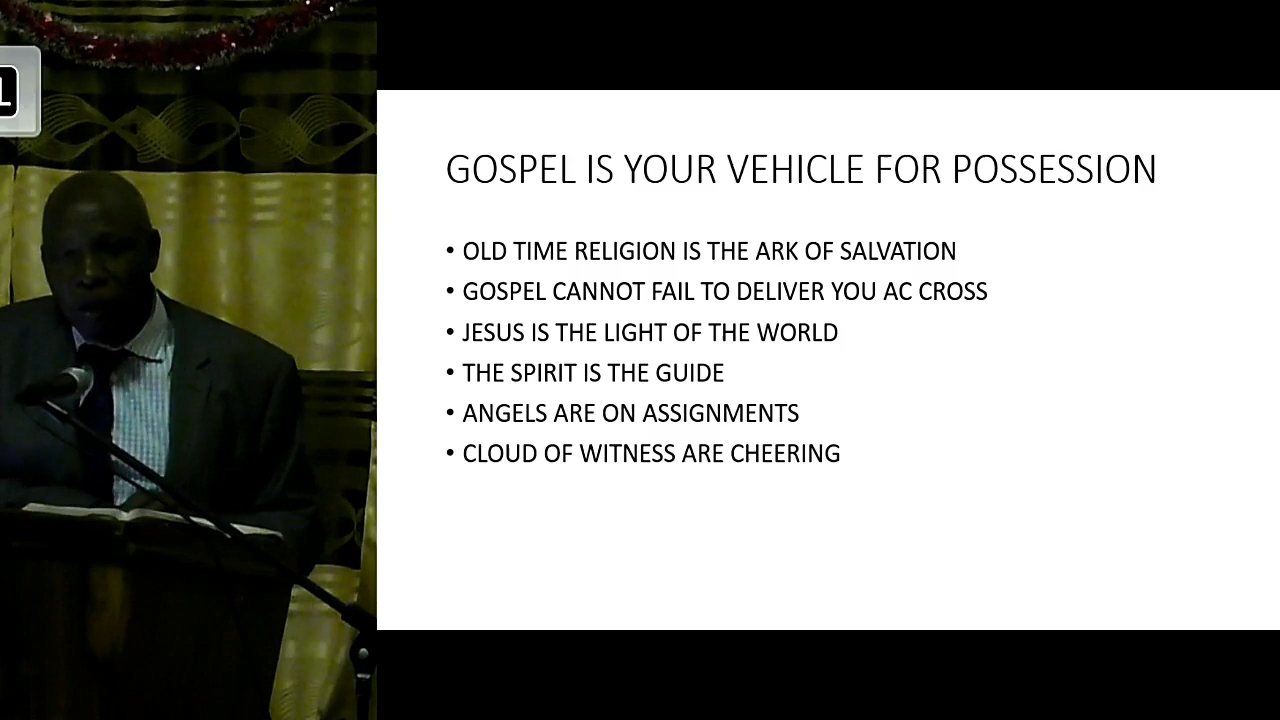 GOSPEL IS YOUR VEHICLE FOR POSSESSION
• OLD TIME RELIGION IS THE ARK OF SALVATION
• GOSPEL CANNOT FAIL TO DELIVER YOU AC CROSS
• JESUS IS THE LIGHT OF THE WORLD
• THE SPIRIT IS THE GUIDE
• ANGELS ARE ON ASSIGNMENTS
• CLOUD OF WITNESS ARE CHEERING